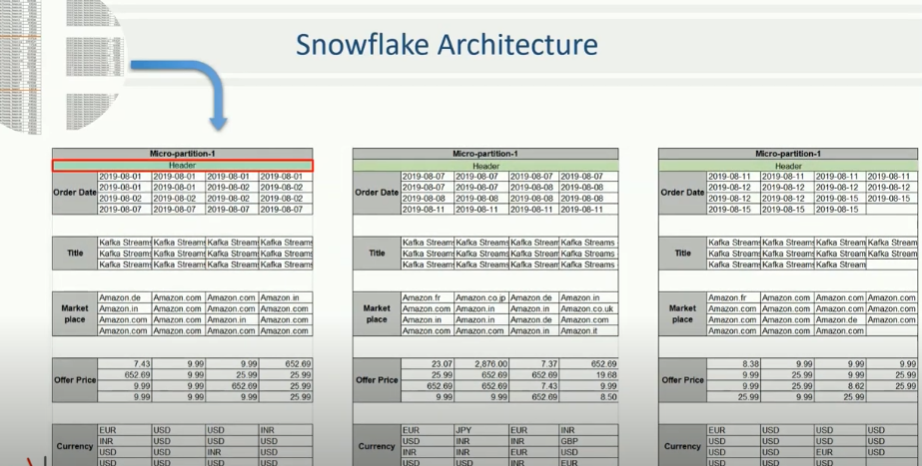 Snowflake Architecture
Micro-partition-1
Header
Order Date
2019-08-01 2019-08-01 2019-08-01 2019-08-01
2019-08-01 2019-08-01 2019-08-02 2019-08-02
2019-08-02 2019-08-02 2019-08-02 2019-08-02
2019-08-07 2019-08-07 2019-08-07 2019-08-07
Title
Kafka Stream Kafka Stream Kafka Stream Kafka Streams
Kafka Stream Kafka Stream Kafka Stream Kafka Streams
Kafka Stream Kafka Stream Kafka Stream Kafka Streams
Market place
Amazon.de Amazon.com Amazon.com Amazon.in
Amazon.in Amazon.com Amazon.com Amazon.com
Amazon.com Amazon.com Amazon.in Amazon.com
Amazon.com Amazon.com Amazon.com Amazon.com
Offer Price
7.43 9.99 9.99 652.69
652.69 9.99 25.99 25.99
9.99 9.99 652.69 25.99
9.99 9.99 9.99 25.99
Currency
EUR USD USD INR
INR USD USD USD
USD USD INR USD
USD USD USD USD
Micro-partition-1
Header
Order Date
2019-08-07 2019-08-07 2019-08-07 2019-08-07
2019-08-07 2019-08-07 2019-08-08 2019-08-08
2019-08-08 2019-08-08 2019-08-08 2019-08-08
2019-08-11 2019-08-11 2019-08-11 2019-08-11
Title
Kafka Stream Kafka Stream Kafka Stream Kafka Streams
Kafka Stream Kafka Stream Kafka Stream Kafka Streams
Kafka Stream Kafka Stream Kafka Stream Kafka Streams
Market place
Amazon.fr Amazon.co.jp Amazon.de Amazon.in
Amazon.com Amazon.in Amazon.in Amazon.co.uk
Amazon.in Amazon.in Amazon.de Amazon.com
Amazon.com Amazon.com Amazon.in Amazon.it
Offer Price
23.07 2,876.00 7.37 652.69
25.99 652.69 652.69 19.68
652.69 652.69 7.43 9.99
9.99 9.99 652.69 8.50
Currency
EUR JPY EUR INR
USD INR INR GBP
INR INR EUR USD
USD USD INR EUR
Micro-partition-1
Header
Order Date
2019-08-11 2019-08-11 2019-08-11 2019-08-11
2019-08-12 2019-08-12 2019-08-12 2019-08-12
2019-08-12 2019-08-12 2019-08-15 2019-08-15
2019-08-15 2019-08-15 2019-08-15
Title
Kafka Stream Kafka Stream Kafka Stream Kafka Stream
Kafka Stream Kafka Stream Kafka Stream Kafka Stream
Kafka Stream Kafka Stream Kafka Stream
Market place
Amazon.fr Amazon.com Amazon.com Amazon.com
Amazon.com Amazon.com Amazon.com Amazon.com
Amazon.com Amazon.com Amazon.de Amazon.com
Amazon.com Amazon.com Amazon.com
Offer Price
8.38 9.99 9.99 9.99
9.99 25.99 9.99 25.99
9.99 25.99 8.62 25.99
25.99 9.99 25.99
Currency
EUR USD USD USD
USD USD USD USD
USD USD EUR USD
USD USD USD